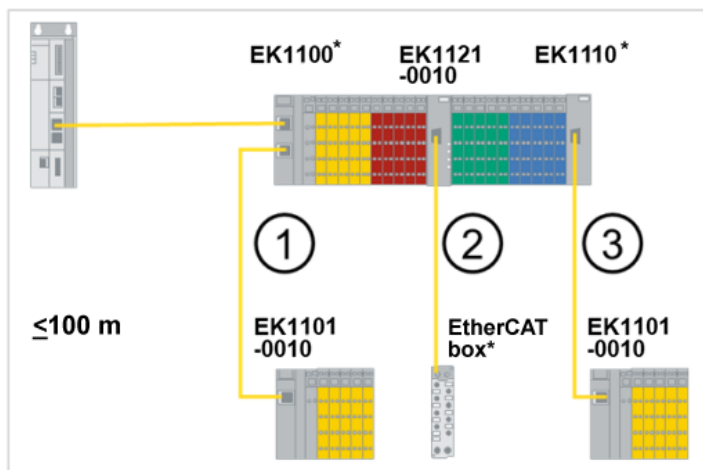 EK1100*
EK1121
-0010
EK1110*
1
2
3
≤100 m
EK1101
-0010
EtherCAT
box*
EK1101
-0010